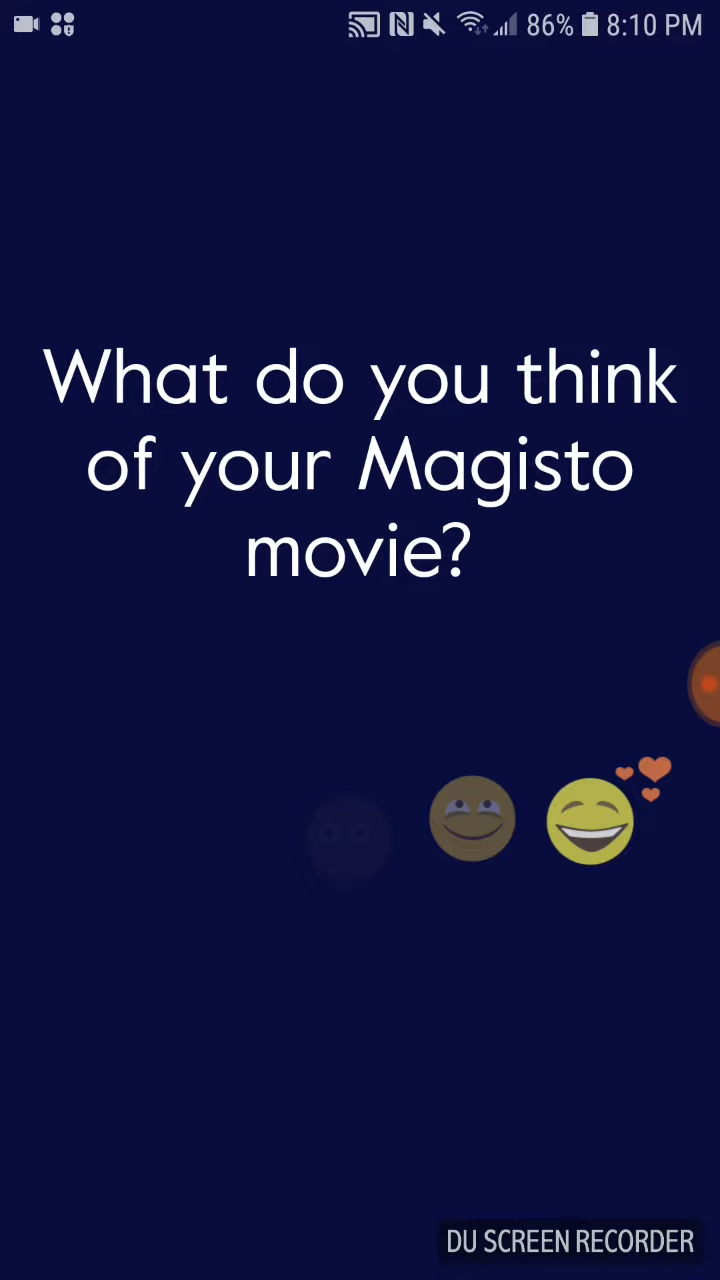 86% 8:10 PM
What do you think
of your Magisto
movie?
DU SCREEN RECORDER